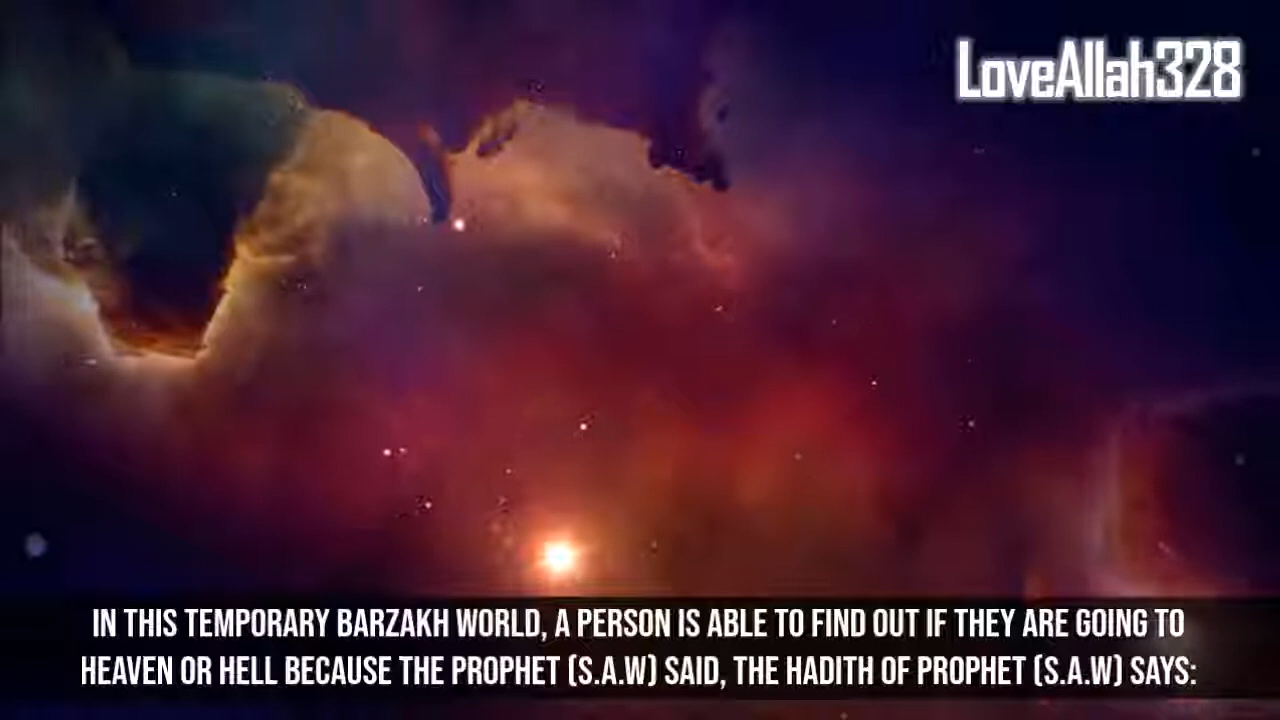 LoveAllah328
IN THIS TEMPORARY BARZAKH WORLD, A PERSON IS ABLE TO FIND OUT IF THEY ARE GOING TO
HEAVEN OR HELL BECAUSE THE PROPHET (S.A.W) SAID, THE HADITH OF PROPHET (S.A.W) SAYS: